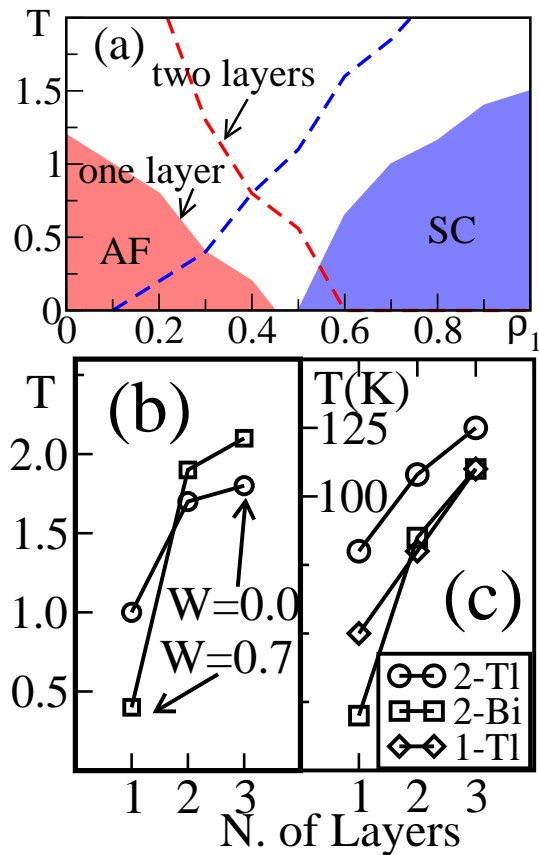 T
(a)
two layers
1.5
1
one layer
0.5
AF
SC
0
0 0.2 0.4 0.6 0.8 ρ1
T
(b)
2.0
1.5
1.0
0.5
W=0.0
W=0.7
1 2 3
T(K)
125
100
(c)
2-Tl
2-Bi
1-Tl
1 2 3
N. of Layers